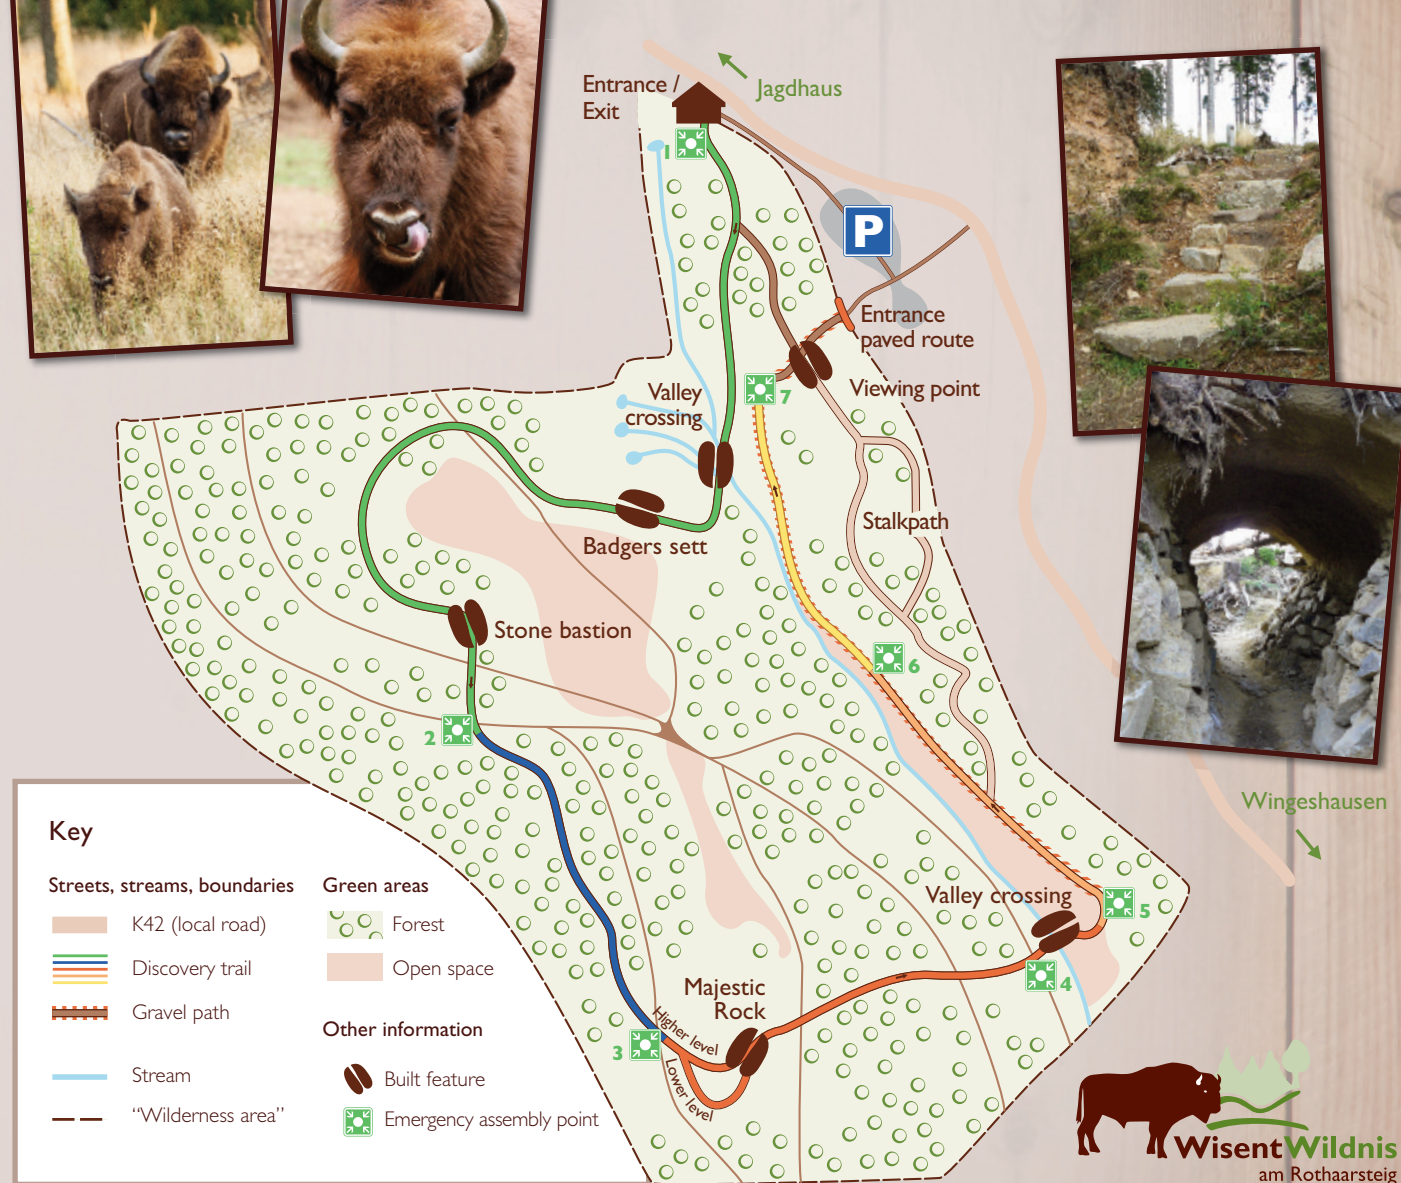 Entrance /
Exit
Jagdhaus
1
P
Entrance
paved route
Viewing point
7
Valley
crossing
Badgers sett
Stalkpath
Stone bastion
6
2
Wingeshausen
Valley crossing
5
4
Majestic
Rock
Higher level
Lower level
3
Key
Streets, streams, boundaries
K42 (local road)
Discovery trail
Gravel path
Stream
“Wilderness area”
Green areas
Forest
Open space
Other information
Built feature
Emergency assembly point
WisentWildnis
am Rothaarsteig